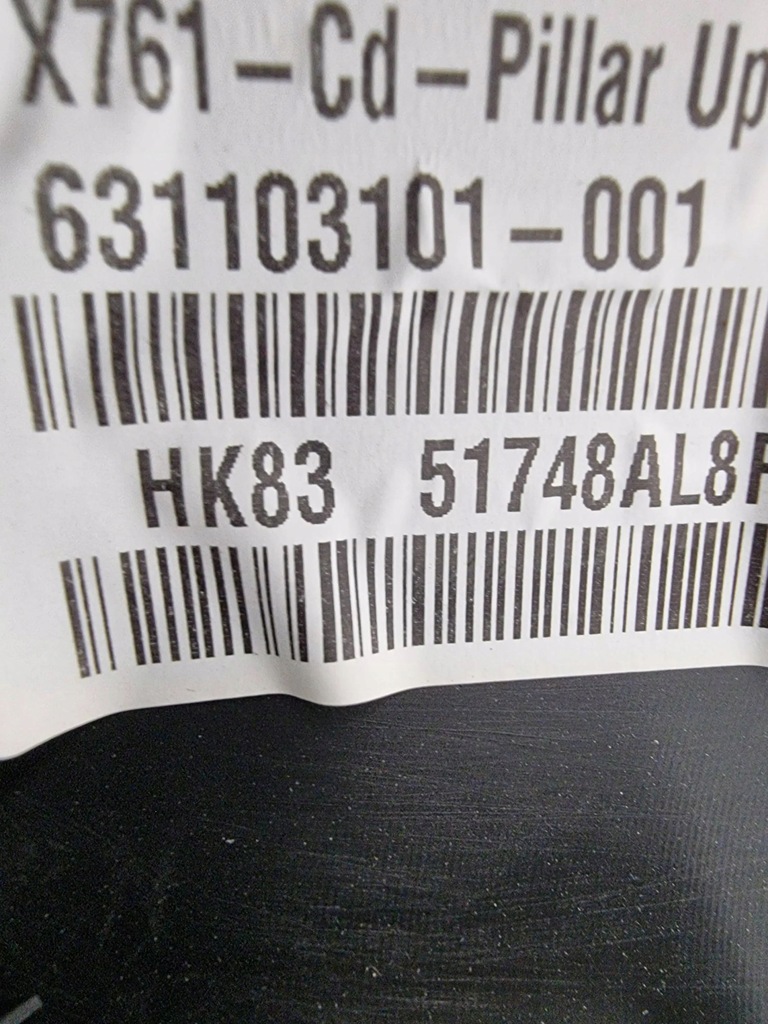 X761-Cd-Pillar Up
631103101-001
HK83 51748AL8